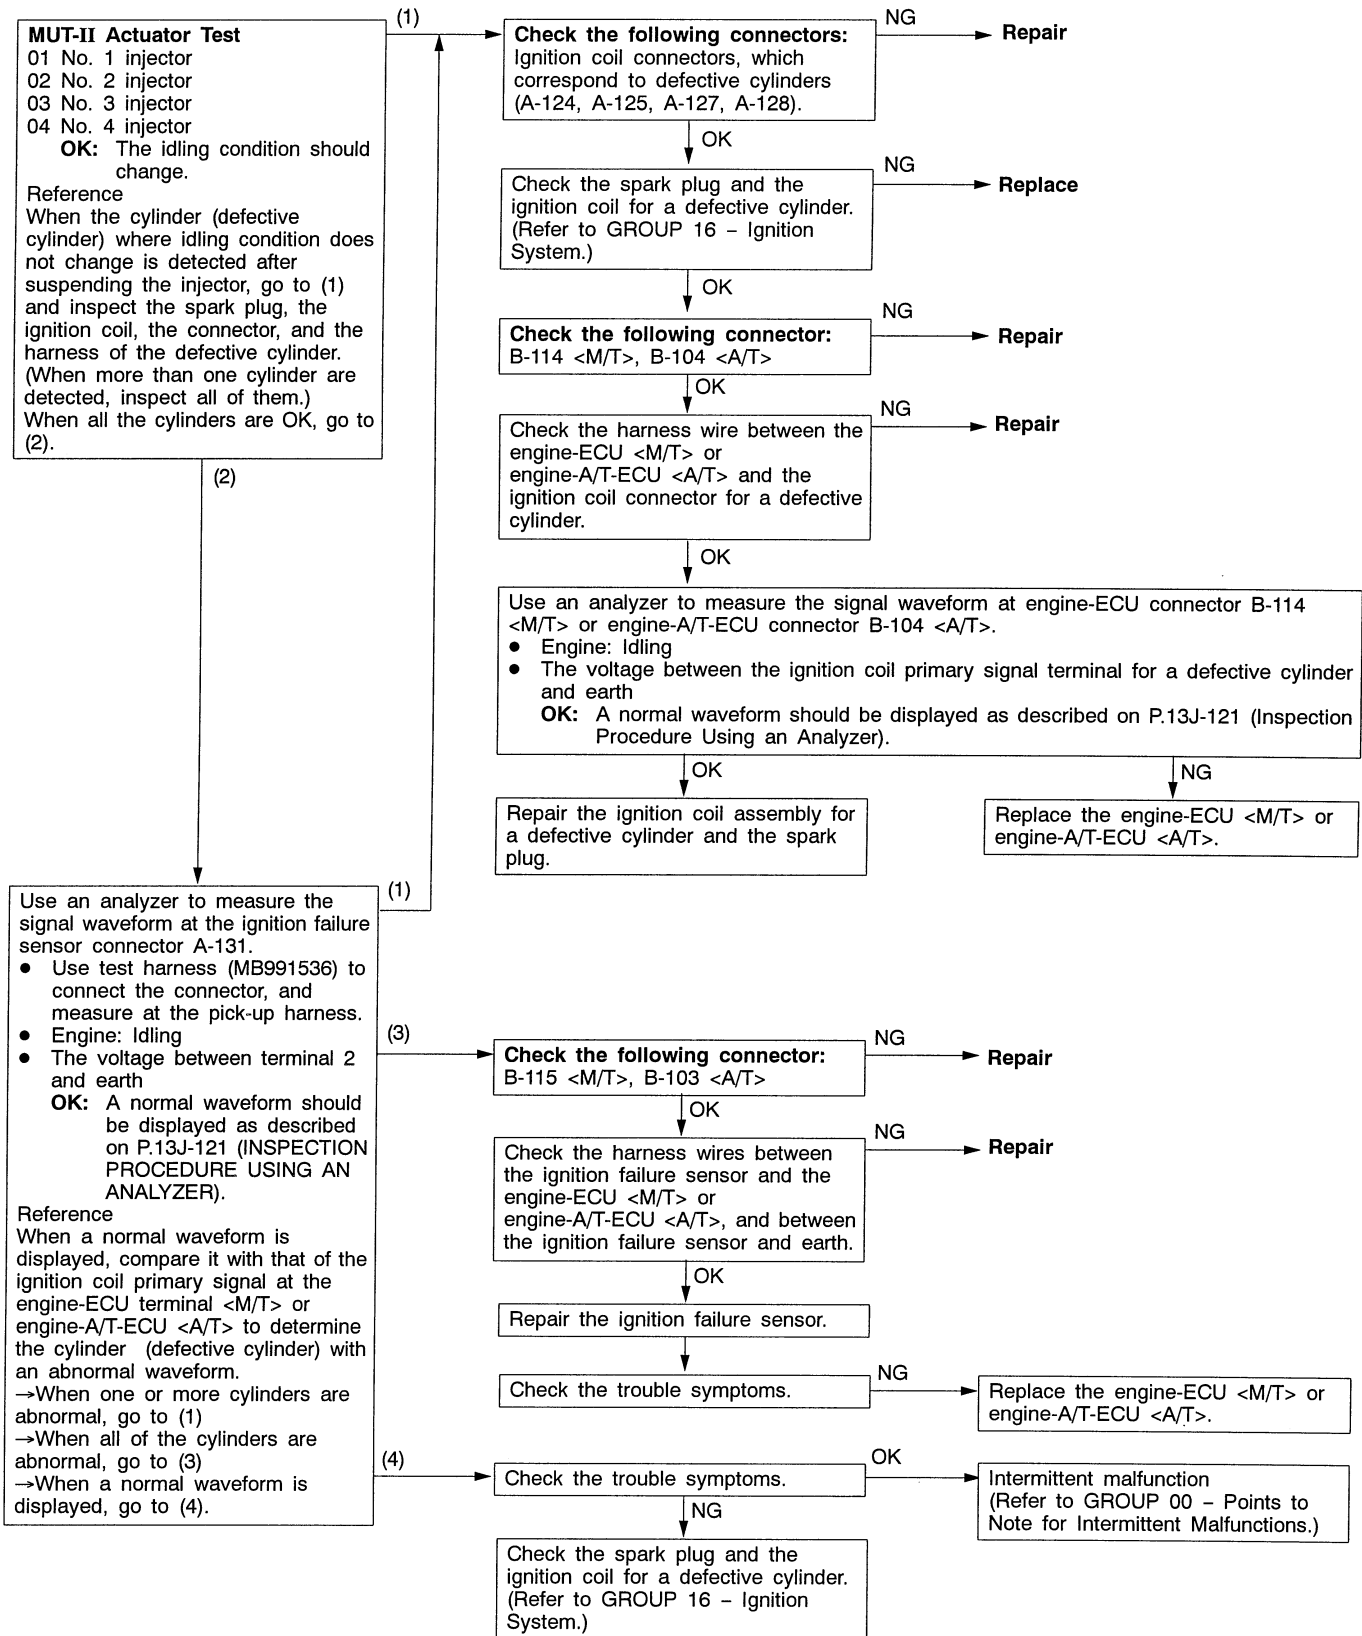 MUT-II Actuator Test
01 No. 1 injector
02 No. 2 injector
03 No. 3 injector
04 No. 4 injector
OK: The idling condition should
change.
Reference
When the cylinder (defective
cylinder) where idling condition does
not change is detected after
suspending the injector, go to (1)
and inspect the spark plug, the
ignition coil, the connector, and the
harness of the defective cylinder.
(When more than one cylinder are
detected, inspect all of them.)
When all the cylinders are OK, go to
(2).
(1)
Check the following connectors:
Ignition coil connectors, which
correspond to defective cylinders
(A-124, A-125, A-127, A-128).
NG
Repair
OK
Check the spark plug and the
ignition coil for a defective cylinder.
(Refer to GROUP 16 – Ignition
System.)
NG
Replace
OK
Check the following connector:
B-114 <M/T>, B-104 <A/T>
NG
Repair
OK
Check the harness wire between the
engine-ECU <M/T> or
engine-A/T-ECU <A/T> and the
ignition coil connector for a defective
cylinder.
NG
Repair
OK
Use an analyzer to measure the signal waveform at engine-ECU connector B-114
<M/T> or engine-A/T-ECU connector B-104 <A/T>.
● Engine: Idling
● The voltage between the ignition coil primary signal terminal for a defective cylinder
and earth
OK: A normal waveform should be displayed as described on P.13J-121 (Inspection
Procedure Using an Analyzer).
OK
NG
Repair the ignition coil assembly for
a defective cylinder and the spark
plug.
Replace the engine-ECU <M/T> or
engine-A/T-ECU <A/T>.
(2)
Use an analyzer to measure the
signal waveform at the ignition failure
sensor connector A-131.
● Use test harness (MB991536) to
connect the connector, and
measure at the pick-up harness.
● Engine: Idling
● The voltage between terminal 2
and earth
OK: A normal waveform should
be displayed as described
on P.13J-121 (INSPECTION
PROCEDURE USING AN
ANALYZER).
Reference
When a normal waveform is
displayed, compare it with that of the
ignition coil primary signal at the
engine-ECU terminal <M/T> or
engine-A/T-ECU <A/T> to determine
the cylinder (defective cylinder) with
an abnormal waveform.
→When one or more cylinders are
abnormal, go to (1)
→When all of the cylinders are
abnormal, go to (3)
→When a normal waveform is
displayed, go to (4).
(1)
(3)
Check the following connector:
B-115 <M/T>, B-103 <A/T>
NG
Repair
OK
Check the harness wires between
the ignition failure sensor and the
engine-ECU <M/T> or
engine-A/T-ECU <A/T>, and between
the ignition failure sensor and earth.
NG
Repair
OK
Repair the ignition failure sensor.
Check the trouble symptoms.
NG
Replace the engine-ECU <M/T> or
engine-A/T-ECU <A/T>.
(4)
Check the trouble symptoms.
OK
Intermittent malfunction
(Refer to GROUP 00 – Points to
Note for Intermittent Malfunctions.)
NG
Check the spark plug and the
ignition coil for a defective cylinder.
(Refer to GROUP 16 – Ignition
System.)